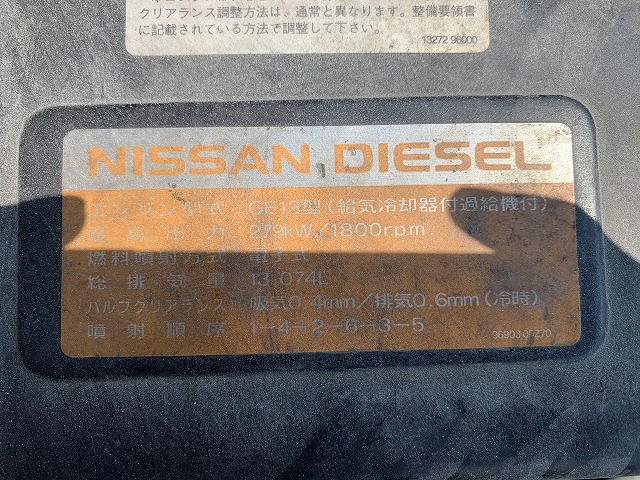 クリアランス調整方法は、通常と異なります。整備要領書
に記載されている方法で調整して下さい。
13272 96000
NISSAN DIESEL
エンジン型式 GE13型(給気冷却器付過給機付)
最高出力 279kW/1800r.p.m.
燃料噴射方式 電子式
総排気量 13.074L
バルブクリアランス 吸気0.4mm/排気0.6mm(冷時)
噴射順序 1-4-2-6-3-5